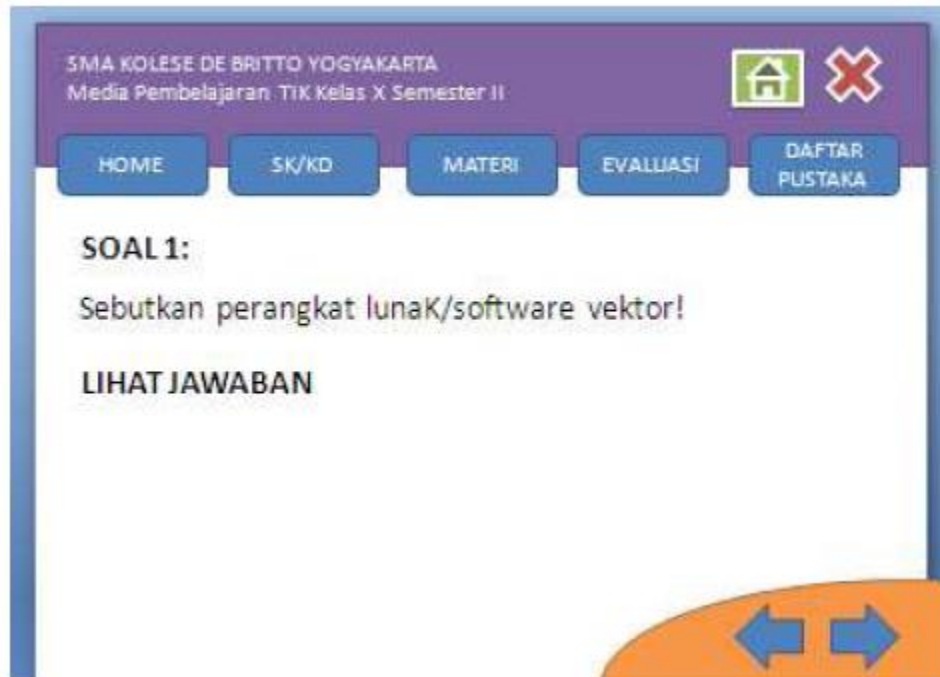 SMA KOLESE DE BRITTO YOGYAKARTA
Media Pembelajaran TIK Kelas X Semester II
HOME
SK/KD
MATERI
EVALUASI
DAFTAR
PUSTAKA
SOAL 1:
Sebutkan perangkat lunaK/software vektor!
LIHAT JAWABAN